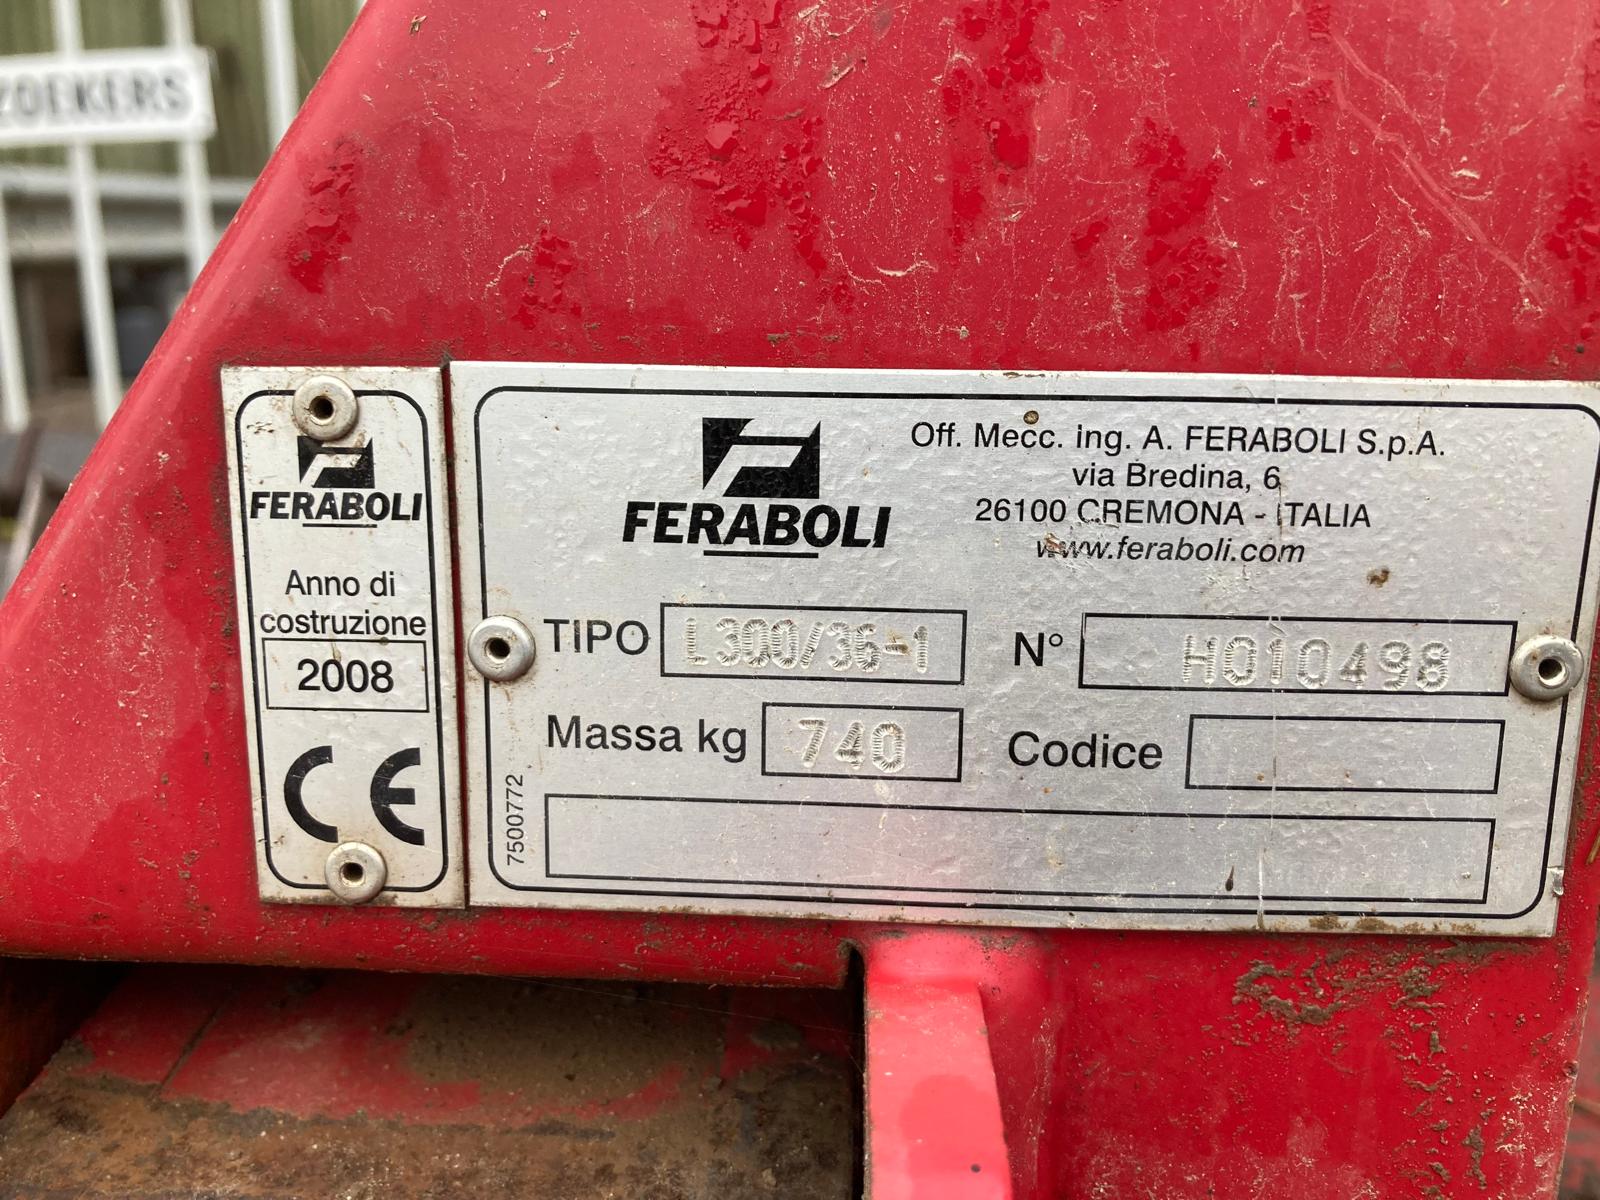 ZOEKERS
FERABOLI
Anno di
costruzione
2008
CE
FERABOLI
Off. Mecc. ing. A. FERABOLI S.p.A.
via Bredina, 6
26100 CREMONA - ITALIA
www.feraboli.com
TIPO L300/36-1 N° H010498
Massa kg 740 Codice
7500772